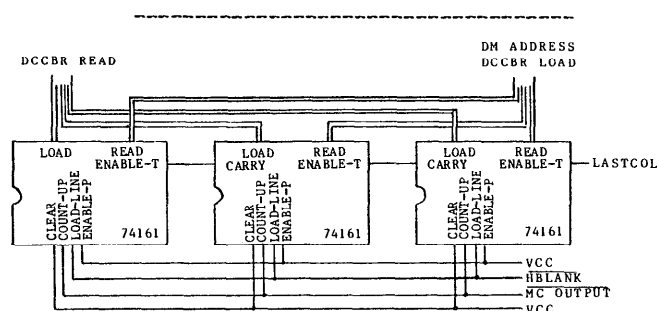 DM ADDRESS
DCCBR READ
DCCBR LOAD
LOAD READ
ENABLE-T
CLEAR
COUNT-UP
LOAD-LINE
ENABLE-P
74161
LOAD READ
CARRY ENABLE-T
CLEAR
COUNT-UP
LOAD-LINE
ENABLE-P
74161
LOAD READ
CARRY ENABLE-T
CLEAR
COUNT-UP
LOAD-LINE
ENABLE-P
74161
LASTCOL
VCC
HBLANK
MC OUTPUT
VCC